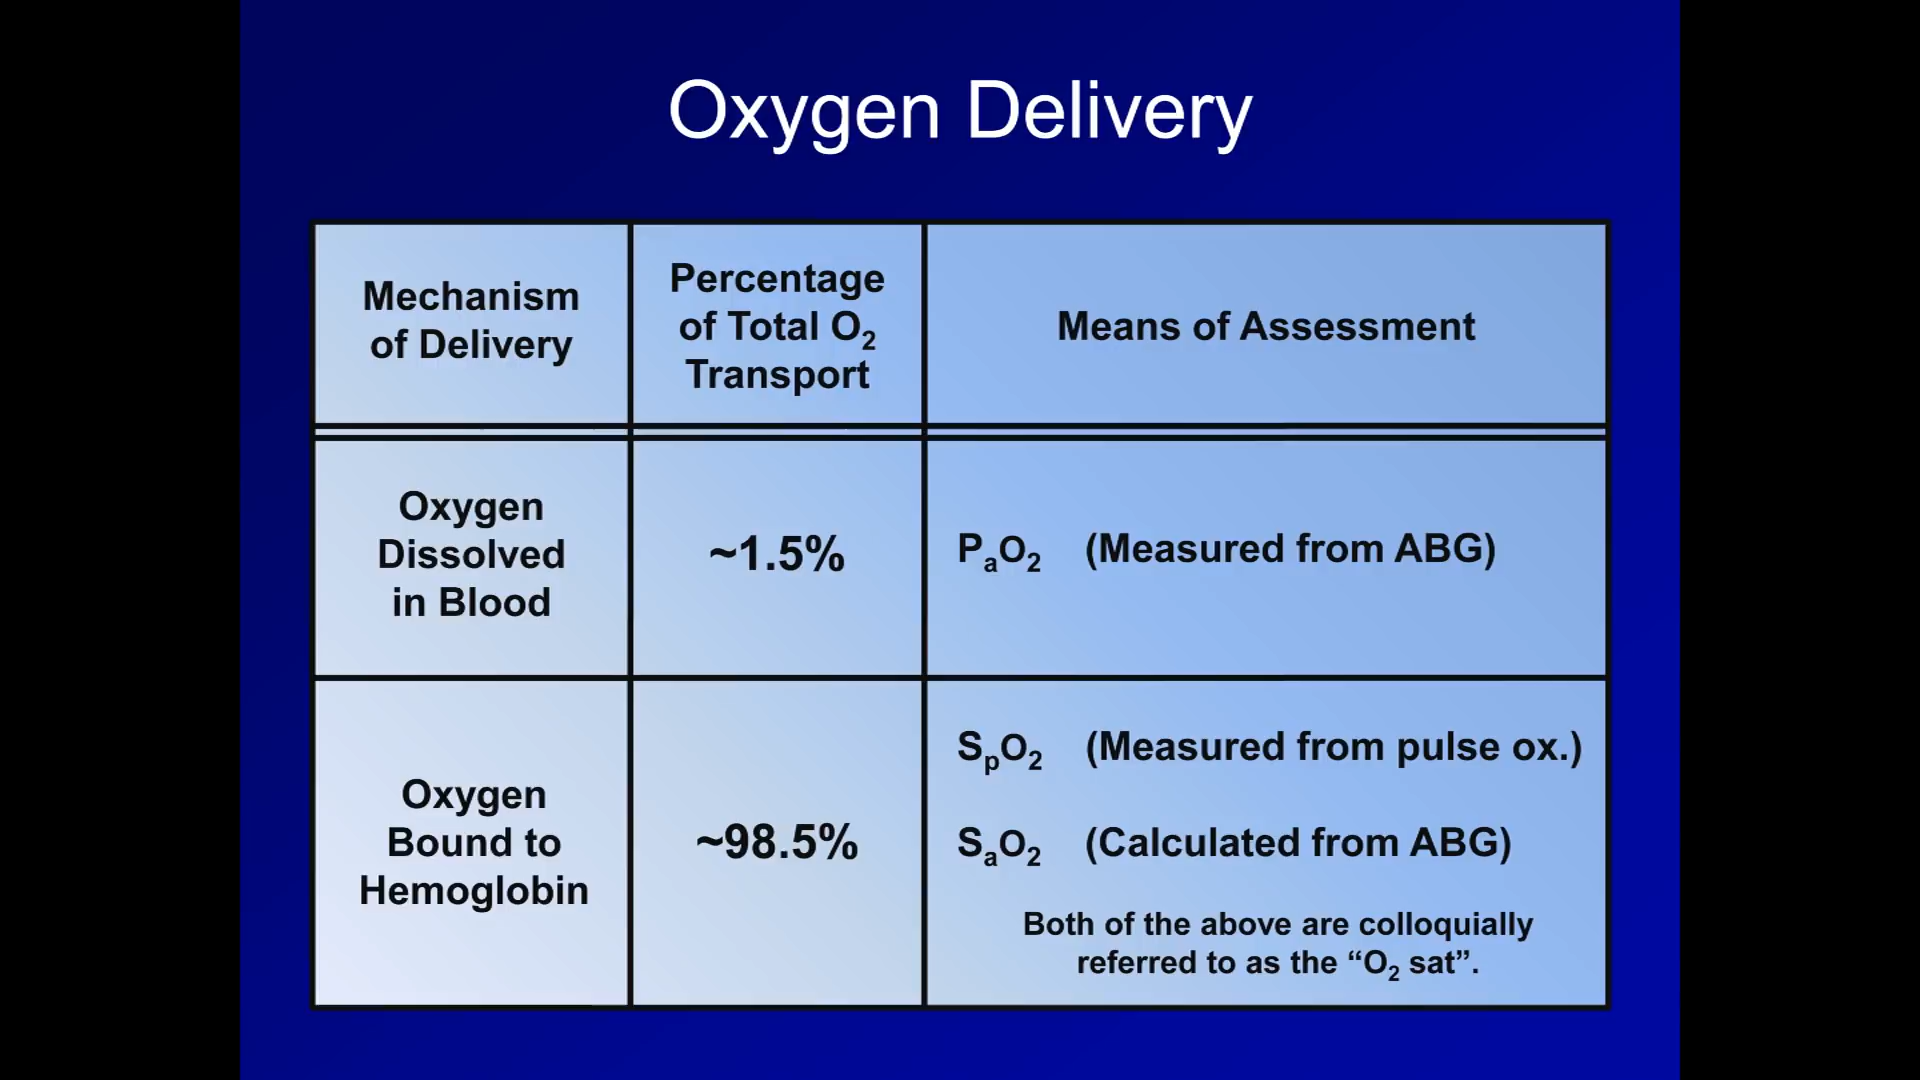 Oxygen Delivery
Mechanism
of Delivery
Percentage
of Total O₂
Transport
Means of Assessment
Oxygen
Dissolved
in Blood
~1.5%
PₐO₂ (Measured from ABG)
Oxygen
Bound to
Hemoglobin
~98.5%
SₚO₂ (Measured from pulse ox.)
SₐO₂ (Calculated from ABG)
Both of the above are colloquially
referred to as the “O₂ sat”.